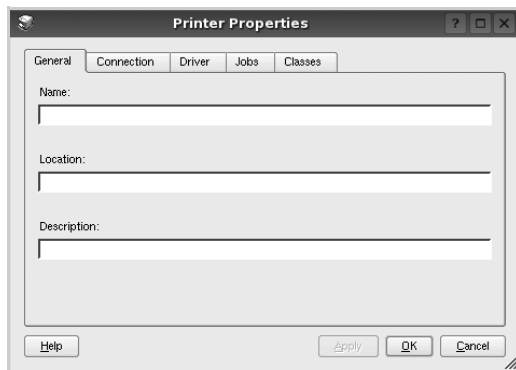 Printer Properties
?
General Connection Driver Jobs Classes
Name:
Location:
Description:
Help Apply OK Cancel